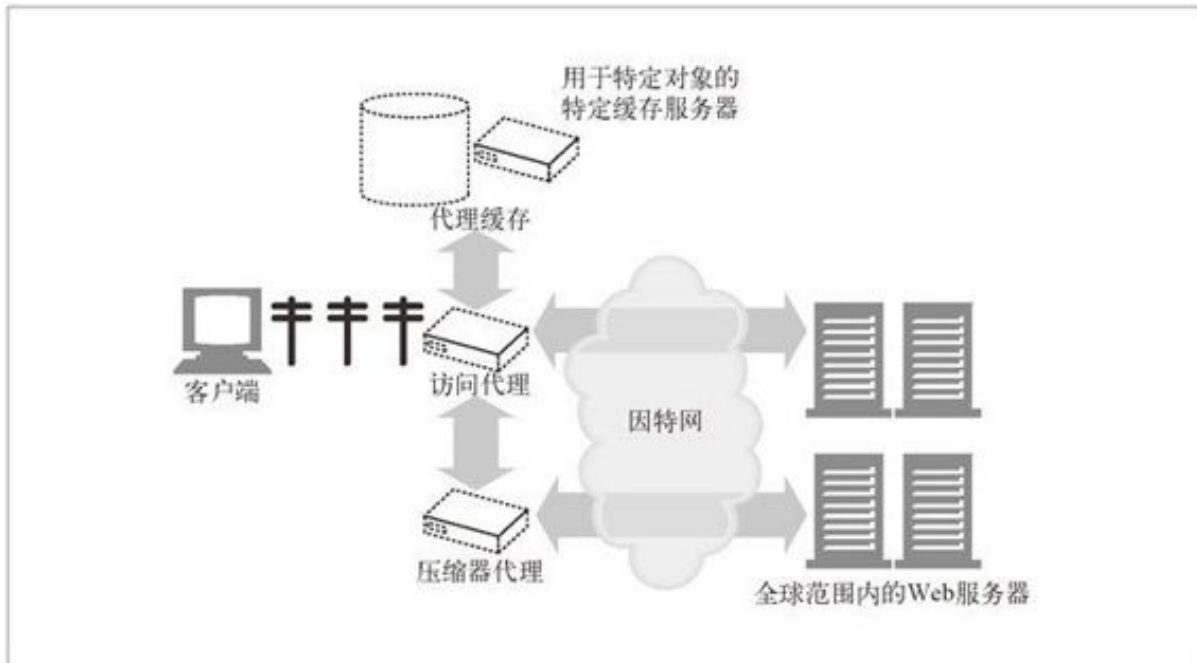 用于特定对象的
特定缓存服务器
代理缓存
客户端
访问代理
因特网
压缩器代理
全球范围内的Web服务器